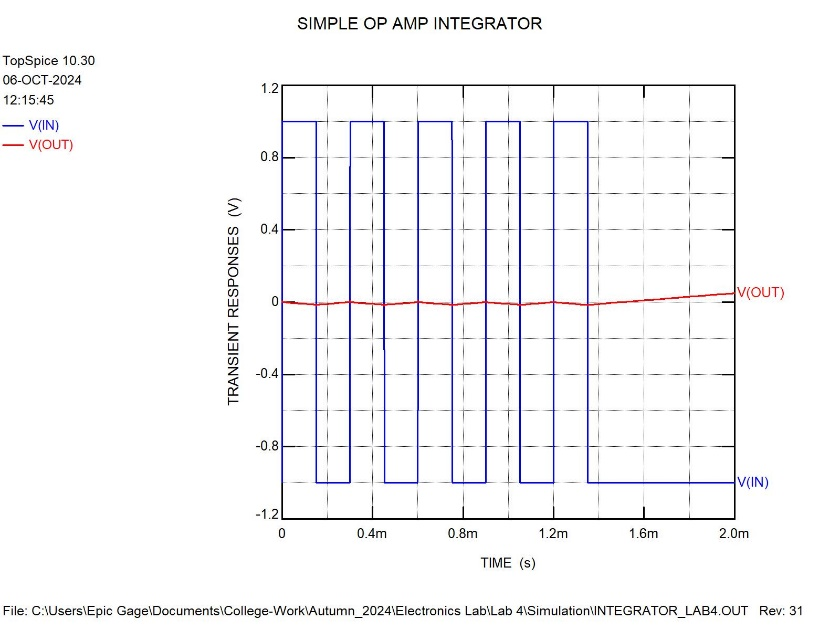 SIMPLE OP AMP INTEGRATOR
TopSpice 10.30
06-OCT-2024
12:15:45
V(IN)
V(OUT)
TRANSIENT RESPONSES (V)
1.2
0.8
0.4
0
-0.4
-0.8
-1.2
V(OUT)
V(IN)
0 0.4m 0.8m 1.2m 1.6m 2.0m
TIME (s)
File: C:\Users\Epic Gage\Documents\College-Work\Autumn_2024\Electronics Lab\Lab 4\Simulation\INTEGRATOR_LAB4.OUT Rev: 31